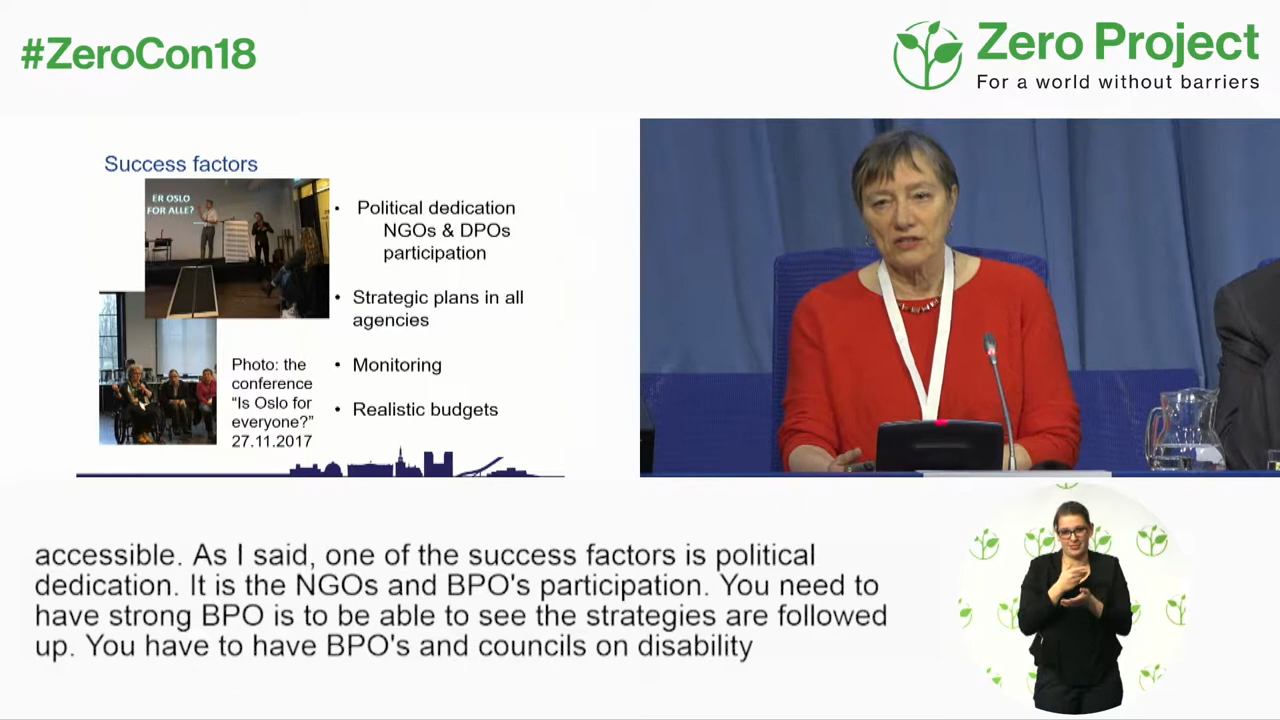 #ZeroCon18
Zero Project
For a world without barriers
Success factors
ER OSLO
FOR ALLE?
• Political dedication
NGOs & DPOs
participation
• Strategic plans in all
agencies
• Monitoring
• Realistic budgets
Photo: the
conference
“Is Oslo for
everyone?”
27.11.2017
accessible. As I said, one of the success factors is political
dedication. It is the NGOs and BPO's participation. You need to
have strong BPO is to be able to see the strategies are followed
up. You have to have BPO's and councils on disability